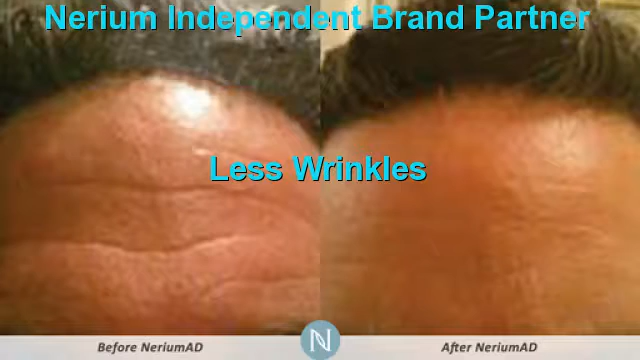 Nerium Independent Brand Partner
Less Wrinkles
N
Before NeriumAD
After NeriumAD